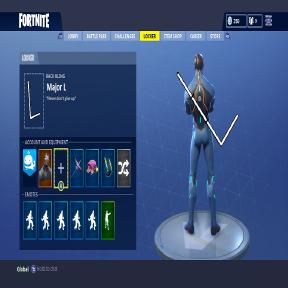 FORTNITE
LOBBY BATTLE PASS CHALLENGES LOCKER ITEM SHOP CAREER STORE
LOCKER
BACK BLING
Major L
"Never don't give up"
ACCOUNT AND EQUIPMENT
EMOTES
Global